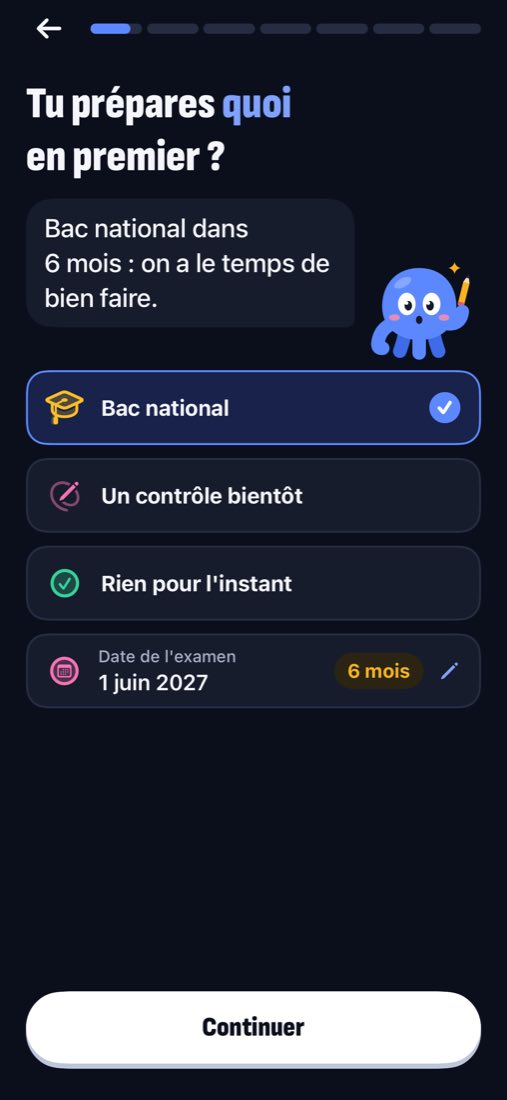 Tu prépares quoi
en premier ?
Bac national dans
6 mois : on a le temps de
bien faire.
Bac national
Un contrôle bientôt
Rien pour l'instant
Date de l'examen
1 juin 2027
6 mois
Continuer